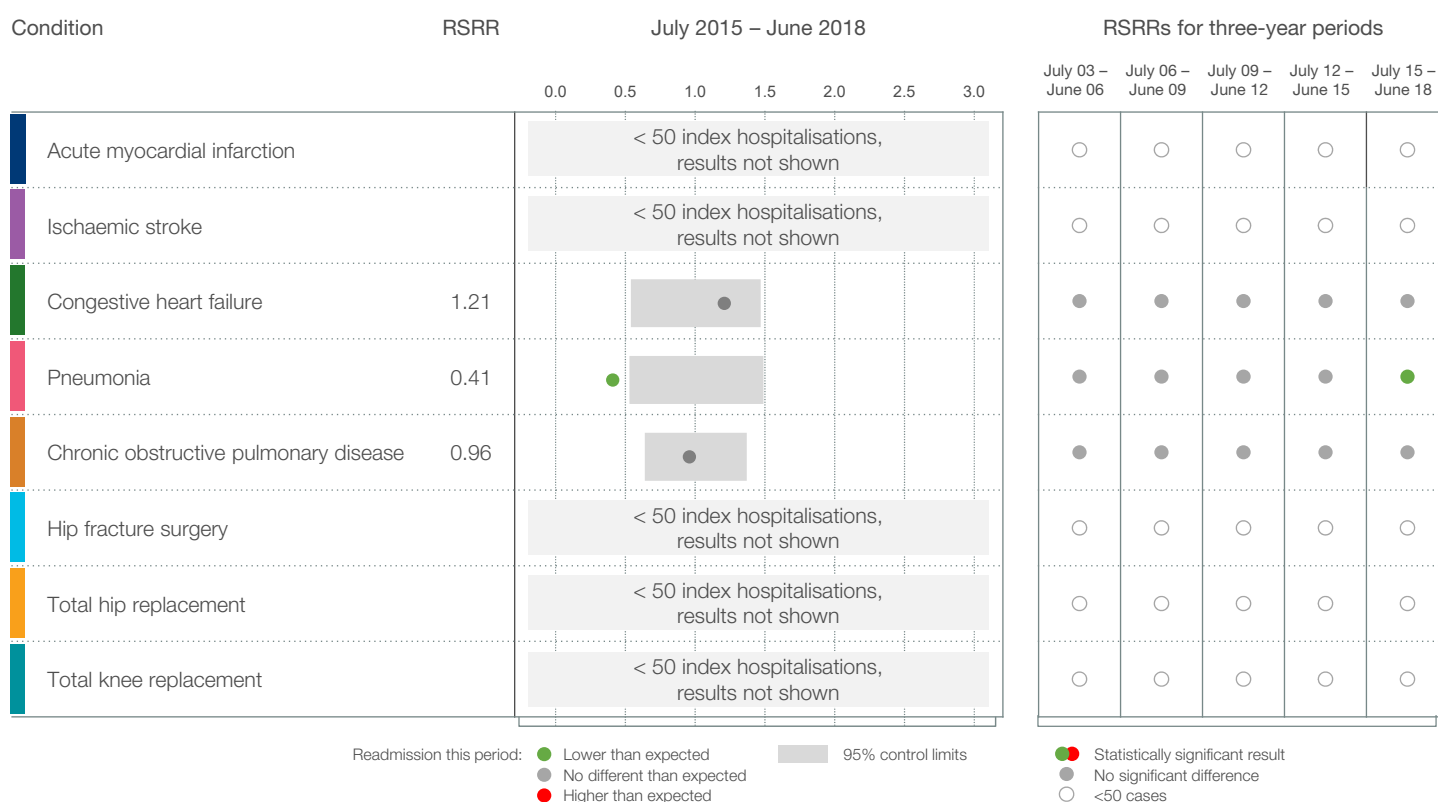 Condition RSRR July 2015 – June 2018 RSRRs for three-year periods
July 03 – July 06 – July 09 – July 12 – July 15 –
June 06 June 09 June 12 June 15 June 18
0.0 0.5 1.0 1.5 2.0 2.5 3.0
Acute myocardial infarction
< 50 index hospitalisations,
results not shown
Ischaemic stroke
< 50 index hospitalisations,
results not shown
Congestive heart failure 1.21
Pneumonia 0.41
Chronic obstructive pulmonary disease 0.96
Hip fracture surgery
< 50 index hospitalisations,
results not shown
Total hip replacement
< 50 index hospitalisations,
results not shown
Total knee replacement
< 50 index hospitalisations,
results not shown
Readmission this period: Lower than expected 95% control limits Statistically significant result
No different than expected No significant difference
Higher than expected <50 cases